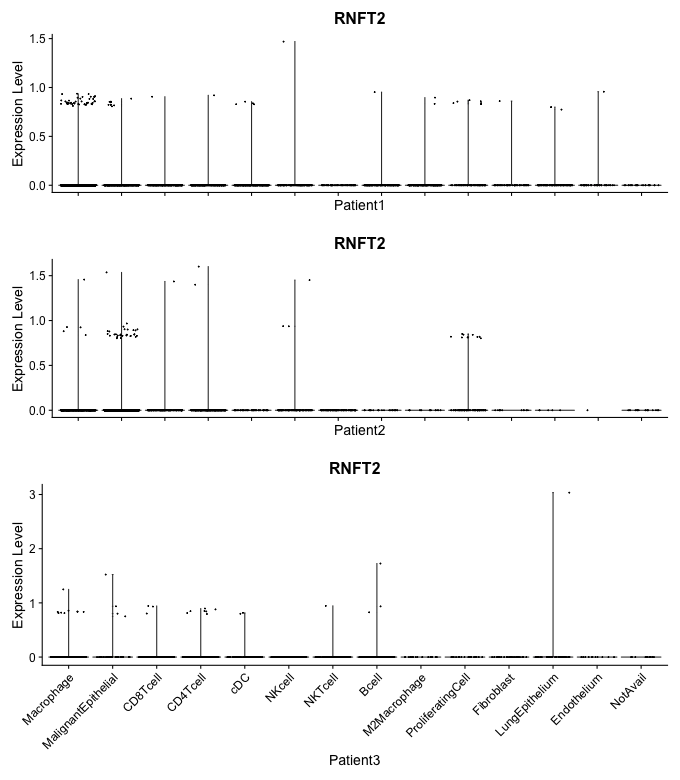 RNFT2
Expression Level
1.5
1.0
0.5
0.0
Patient1
RNFT2
Expression Level
1.5
1.0
0.5
0.0
Patient2
RNFT2
Expression Level
3
2
1
0
Macrophage
MalignantEpithelial
CD8Tcell
CD4Tcell
cDC
NKcell
NKTcell
Bcell
M2Macrophage
ProliferatingCell
Fibroblast
LungEpithelium
Endothelium
NotAvail
Patient3